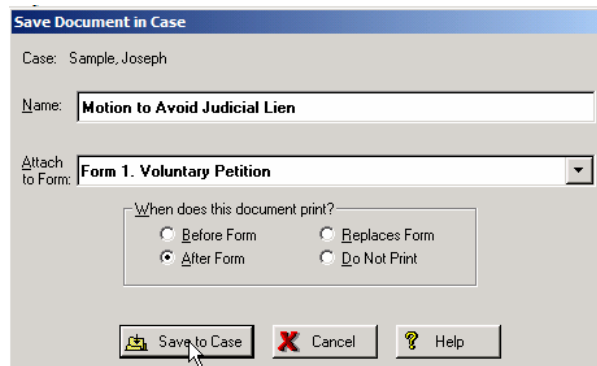 Save Document in Case
Case: Sample, Joseph
Name: Motion to Avoid Judicial Lien
Attach to Form: Form 1. Voluntary Petition
When does this document print?
Before Form Replaces Form
After Form Do Not Print
Save to Case Cancel Help